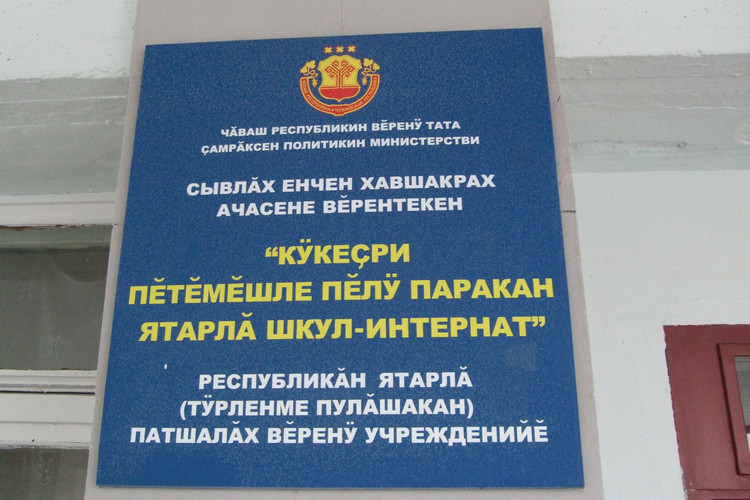 ЧӐВАШ РЕСПУБЛИКИН ВӖРЕНӲ ТАТА
ҪАМРӐКСЕН ПОЛИТИКИН МИНИСТЕРСТВИ
СЫВЛӐХ ЕНЧЕН ХАВШАКРАХ
АЧАСЕНЕ ВӖРЕНТЕКЕН
“КӲКЕҪРИ
ПӖТӖМӖШЛЕ ПӖЛӲ ПАРАКАН
ЯТАРЛӐ ШКУЛ-ИНТЕРНАТ”
РЕСПУБЛИКӐН ЯТАРЛӐ
(ТӲРЛЕНМЕ ПУЛӐШАКАН)
ПАТШАЛӐХ ВӖРЕНӲ УЧРЕЖДЕНИЙӖ